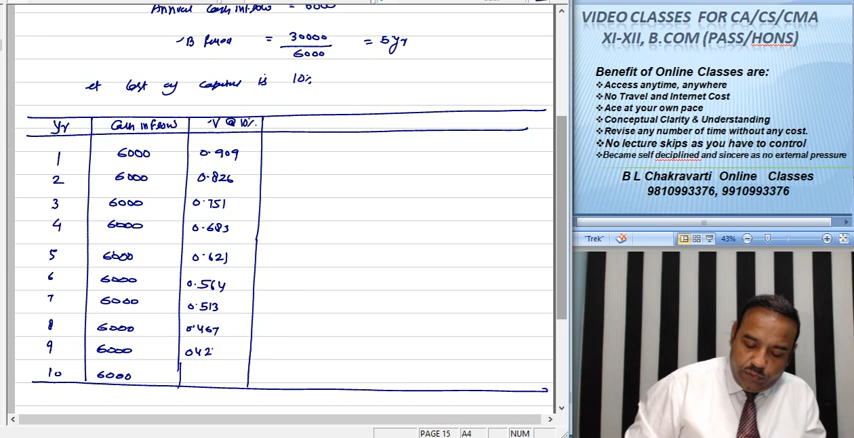 Annual Cash inflow = 6000
P B Period = 30000 / 6000 = 5 yr
Cost of capital is 10%
Yr Cash inflow PV @ 10%
1 6000 0.909
2 6000 0.826
3 6000 0.751
4 6000 0.683
5 6000 0.621
6 6000 0.564
7 6000 0.513
8 6000 0.467
9 6000 0.42
10 6000
PAGE 15 A4 NUM
VIDEO CLASSES FOR CA/CS/CMA
XI-XII, B.COM (PASS/HONS)
Benefit of Online Classes are:
❖Access anytime, anywhere
❖No Travel and Internet Cost
❖Ace at your own pace
❖Conceptual Clarity & Understanding
❖Revise any number of time without any cost.
❖No lecture skips as you have to control
❖Became self deciplined and sincere as no external pressure
B L Chakravarti Online Classes
9810993376, 9910993376
"Trek" 43%